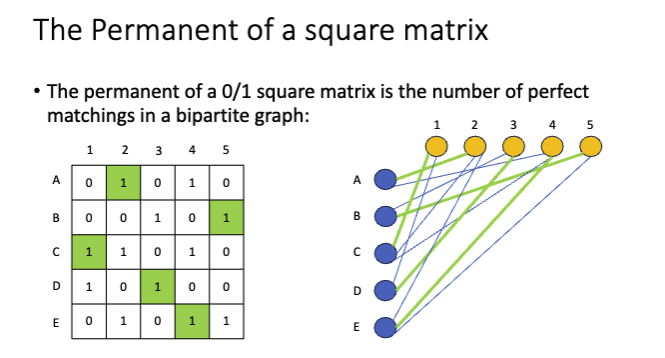 The Permanent of a square matrix
• The permanent of a 0/1 square matrix is the number of perfect
matchings in a bipartite graph:
1 2 3 4 5
A 0 1 0 1 0
B 0 0 1 0 1
C 1 1 0 1 0
D 1 0 1 0 0
E 0 1 0 1 1
1 2 3 4 5
A
B
C
D
E